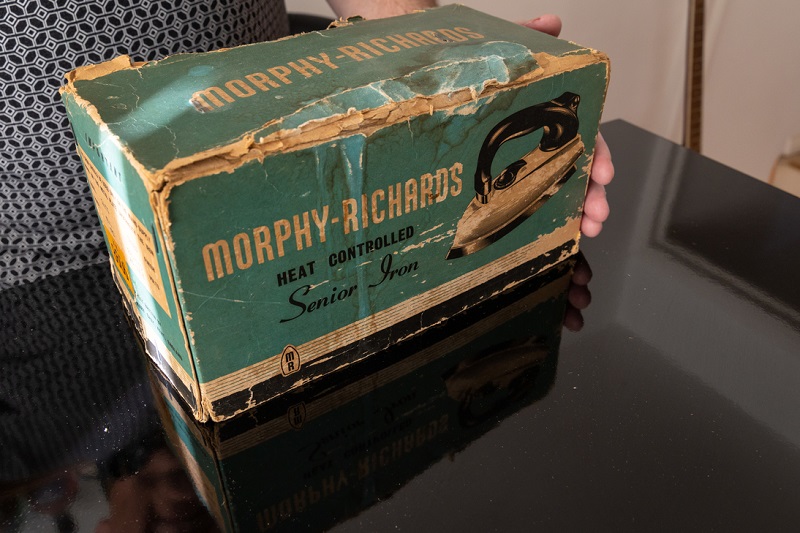 MORPHY-RICHARDS
MORPHY-RICHARDS
HEAT CONTROLLED
Senior Iron
MR